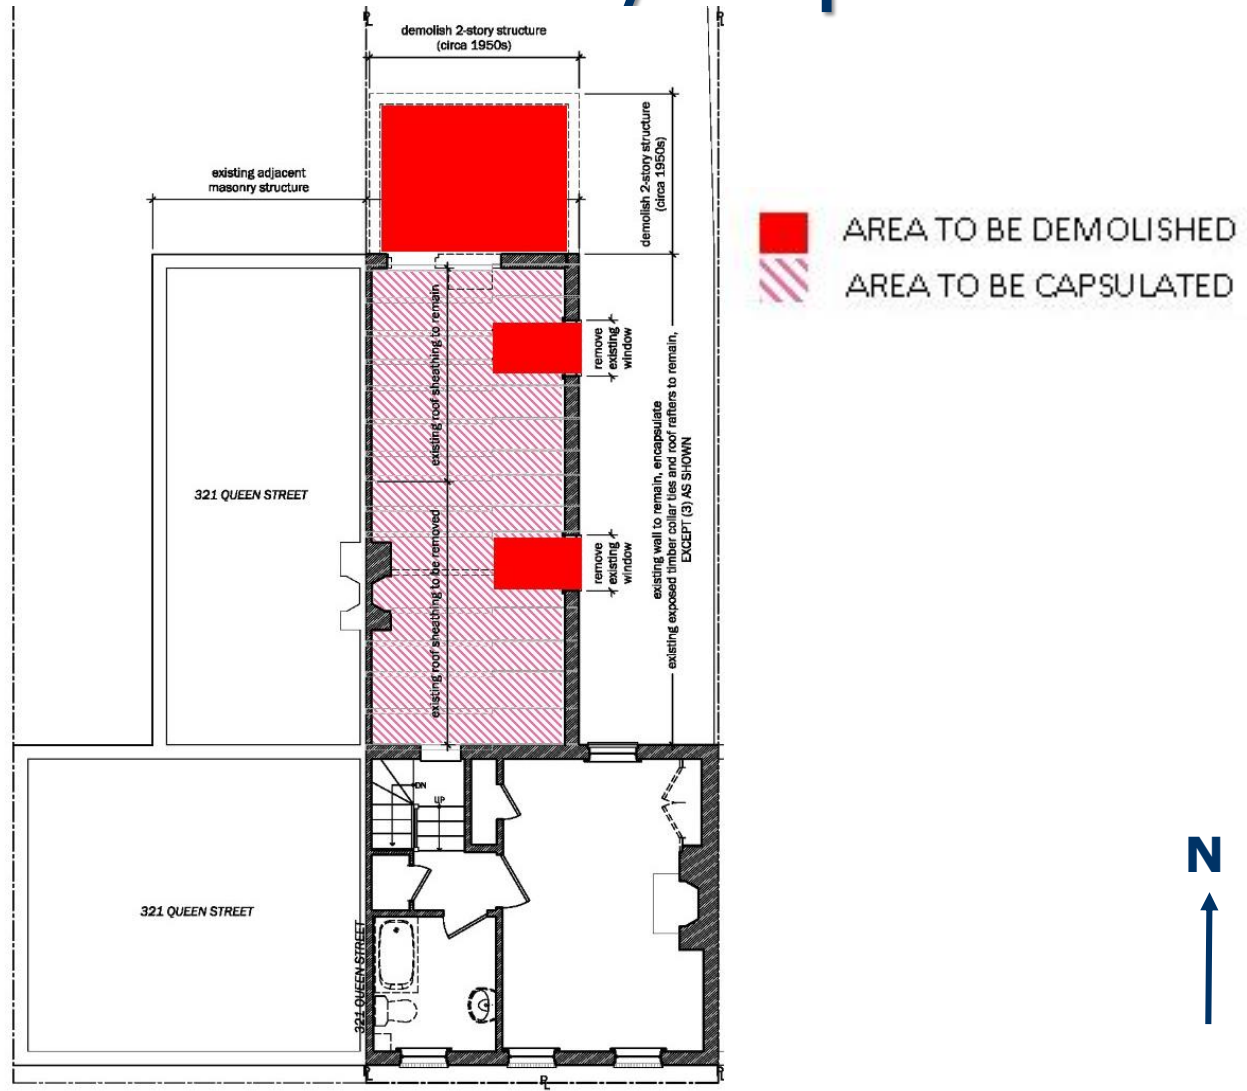 demolish 2-story structure
(circa 1950s)
existing adjacent
masonry structure
demolish 2-story structure
(circa 1950s)
AREA TO BE DEMOLISHED
AREA TO BE CAPSULATED
existing roof sheathing to remain
remove
existing
window
321 QUEEN STREET
existing roof sheathing to be removed
remove
existing
window
existing wall to remain, encapsulate
existing exposed timber collar ties and roof rafters to remain,
EXCEPT (3) AS SHOWN
DN
UP
N
321 QUEEN STREET
321 QUEEN STREET